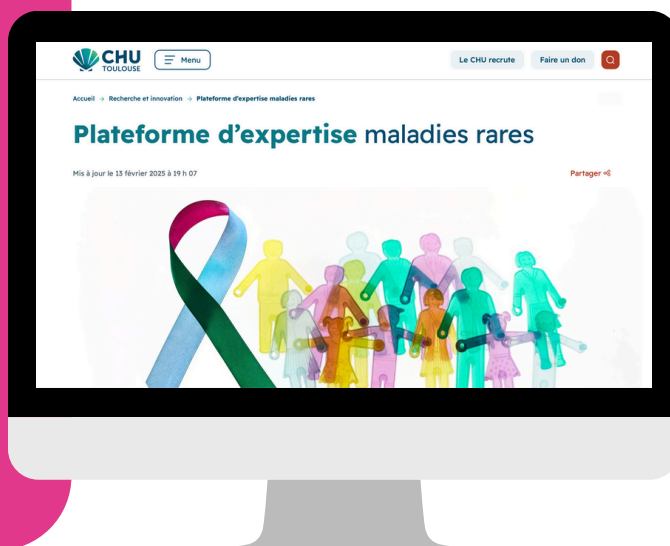 CHU
TOULOUSE
Menu
Le CHU recrute
Faire un don
Accueil → Recherche et innovation → Plateforme d'expertise maladies rares
Plateforme d'expertise maladies rares
Mis à jour le 13 février 2025 à 19 h 07
Partager